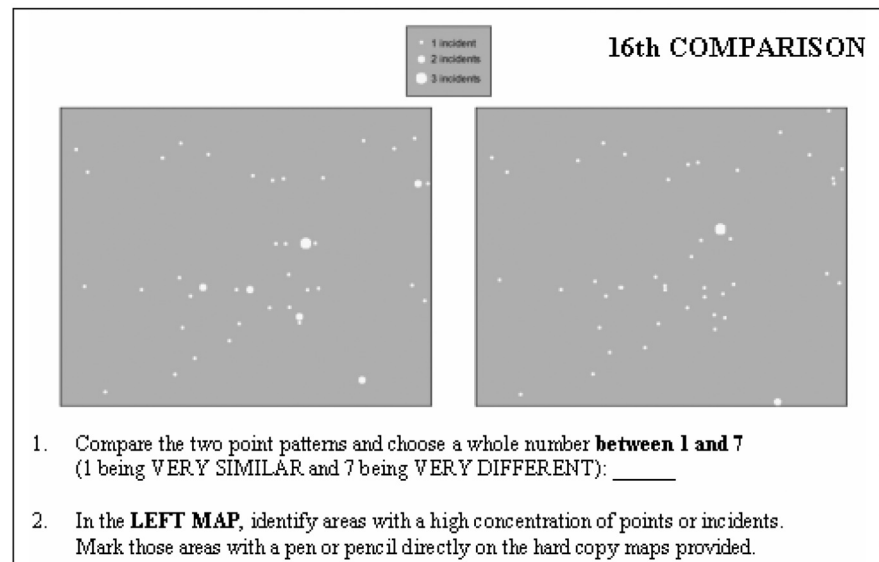 1 incident
2 incidents
3 incidents
16th COMPARISON
1. Compare the two point patterns and choose a whole number between 1 and 7
(1 being VERY SIMILAR and 7 being VERY DIFFERENT): ______
2. In the LEFT MAP, identify areas with a high concentration of points or incidents.
Mark those areas with a pen or pencil directly on the hard copy maps provided.